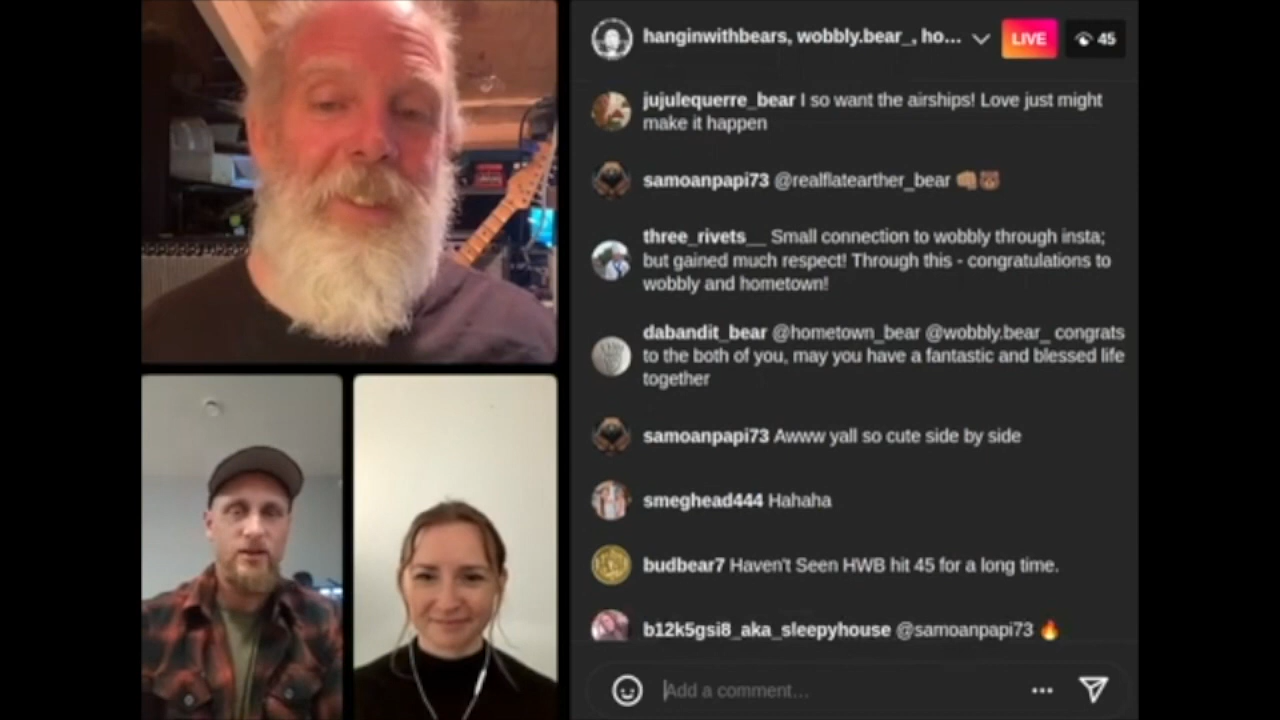 hanginwithbears, wobbly.bear_, ho...
LIVE
45
jujulequerre_bear I so want the airships! Love just might
make it happen
samoanpapi73 @realflatearther_bear 👊🏽🐻
three_rivets__ Small connection to wobbly through insta;
but gained much respect! Through this - congratulations to
wobbly and hometown!
dabandit_bear @hometown_bear @wobbly.bear_ congrats
to the both of you, may you have a fantastic and blessed life
together
samoanpapi73 Awww yall so cute side by side
smeghead444 Hahaha
budbear7 Haven't Seen HWB hit 45 for a long time.
b12k5gsi8_aka_sleepyhouse @samoanpapi73 🔥
Add a comment...